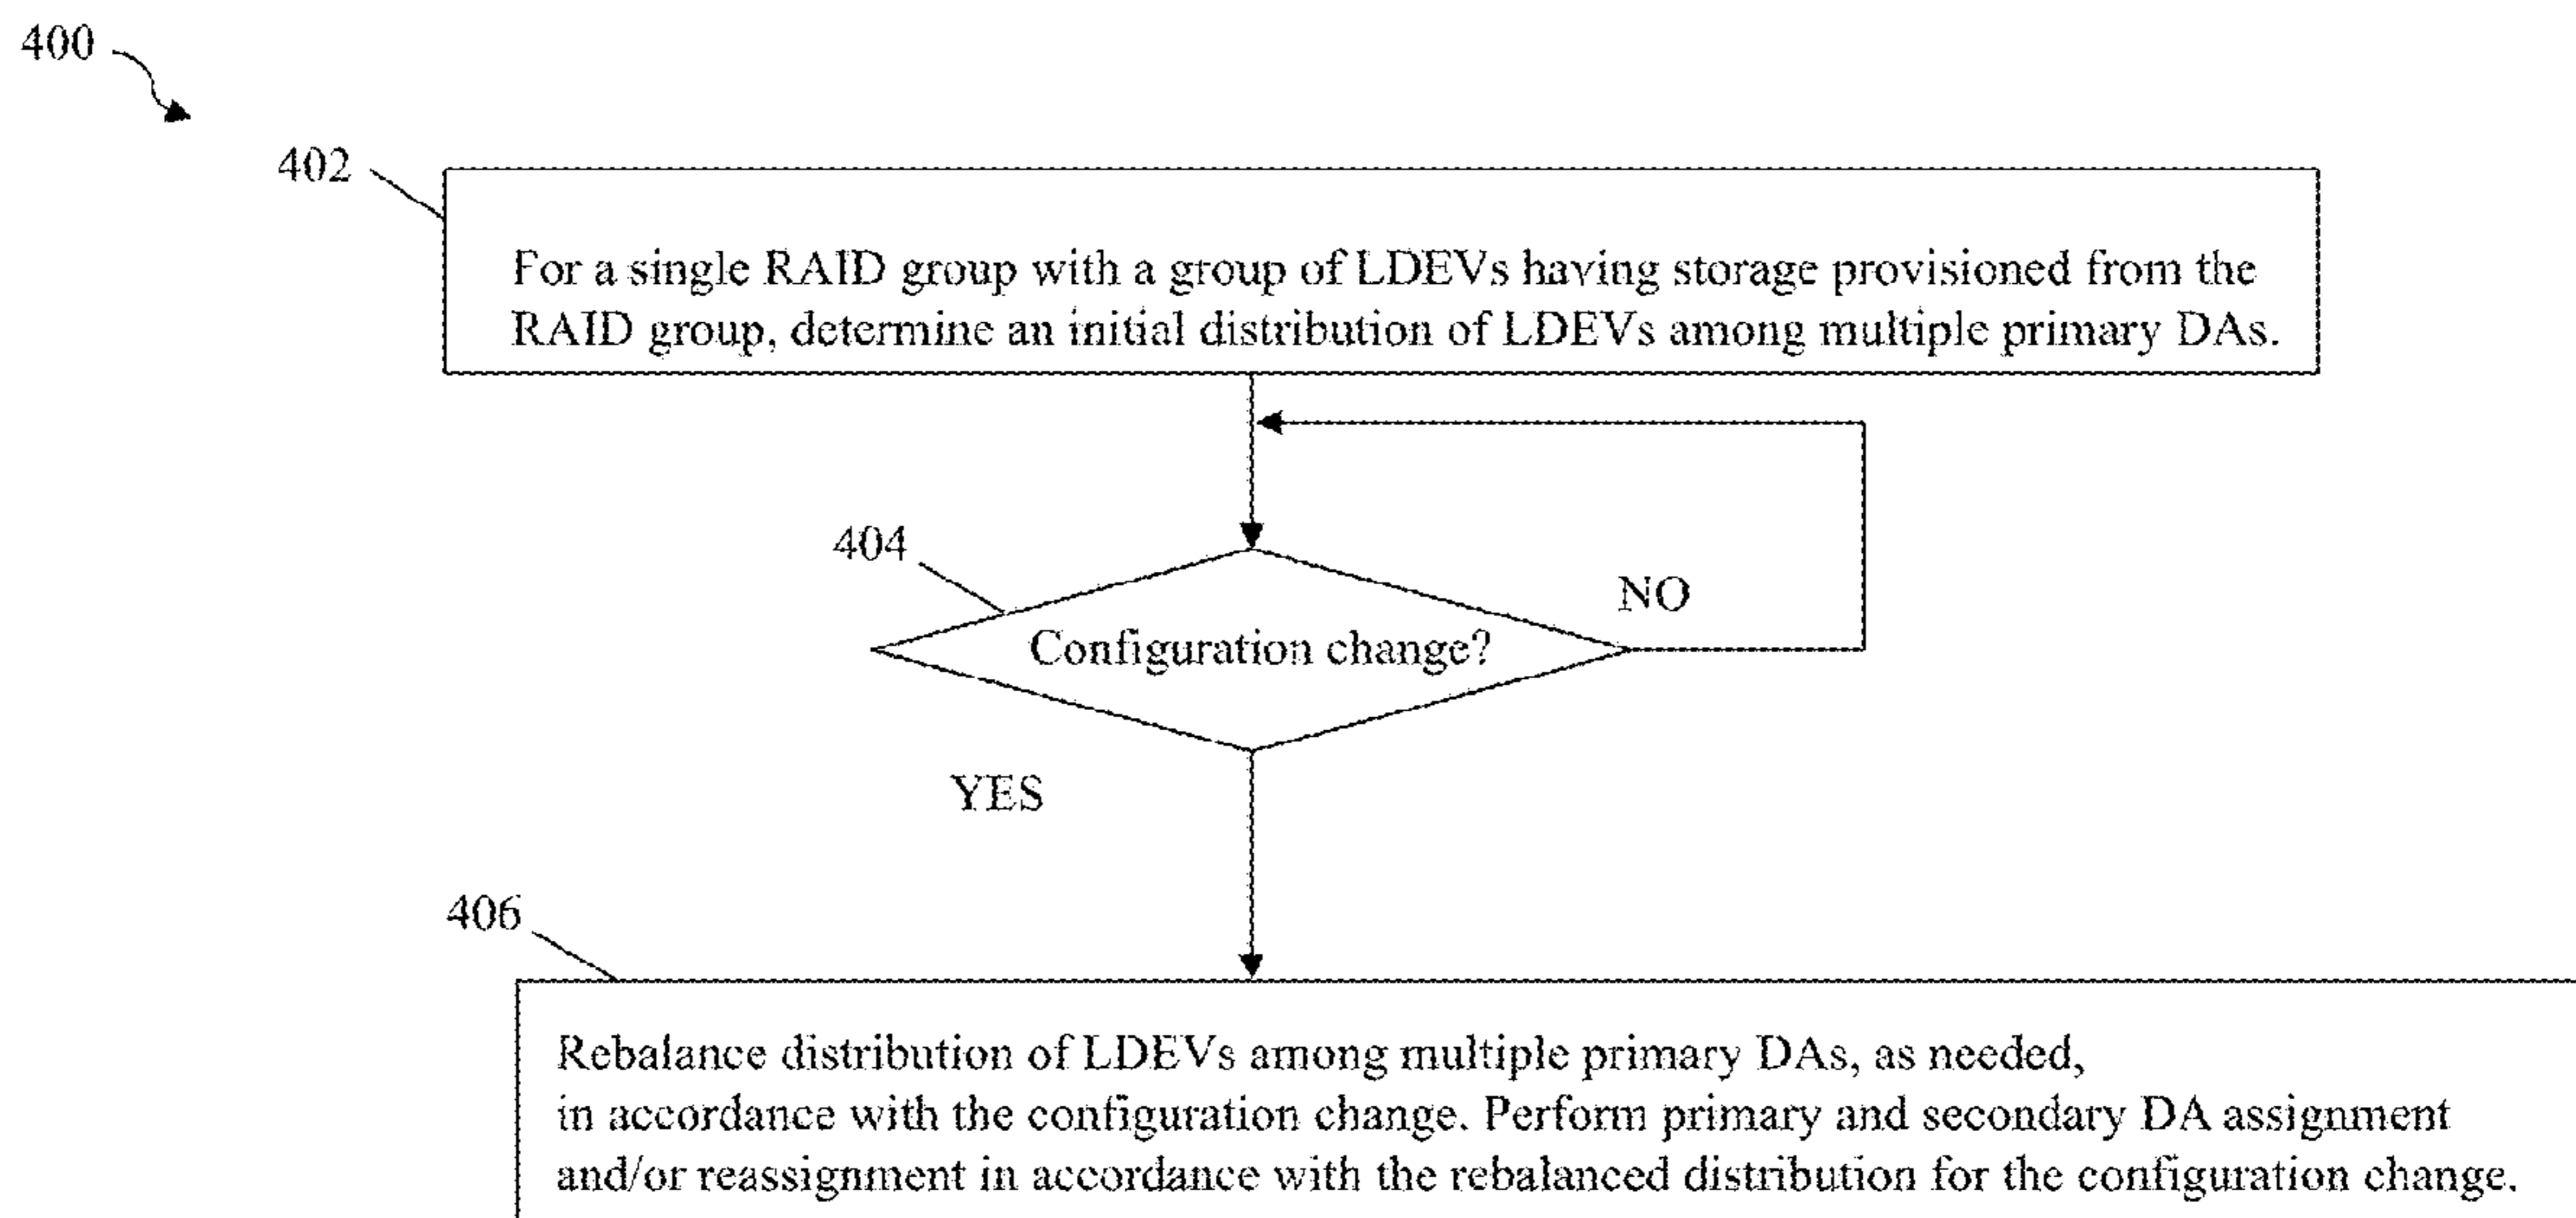 400
402
For a single RAID group with a group of LDEVs having storage provisioned from the
RAID group, determine an initial distribution of LDEVs among multiple primary DAs.
404
NO
Configuration change?
YES
406
Rebalance distribution of LDEVs among multiple primary DAs, as needed,
in accordance with the configuration change. Perform primary and secondary DA assignment
and/or reassignment in accordance with the rebalanced distribution for the configuration change.